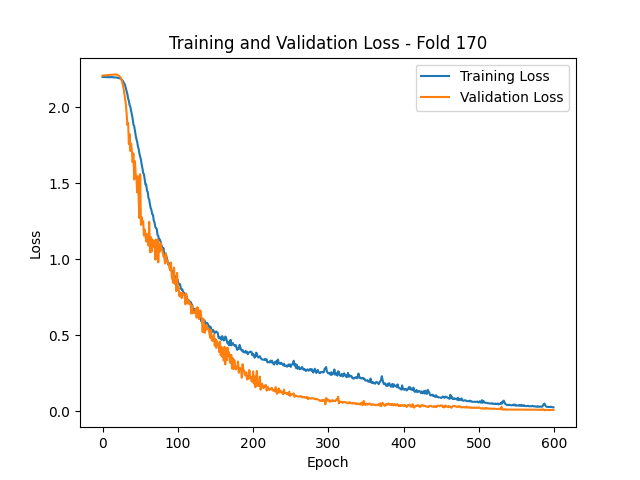 Training and Validation Loss - Fold 170
Training Loss
Validation Loss
Loss
2.0
1.5
1.0
0.5
0.0
0 100 200 300 400 500 600
Epoch